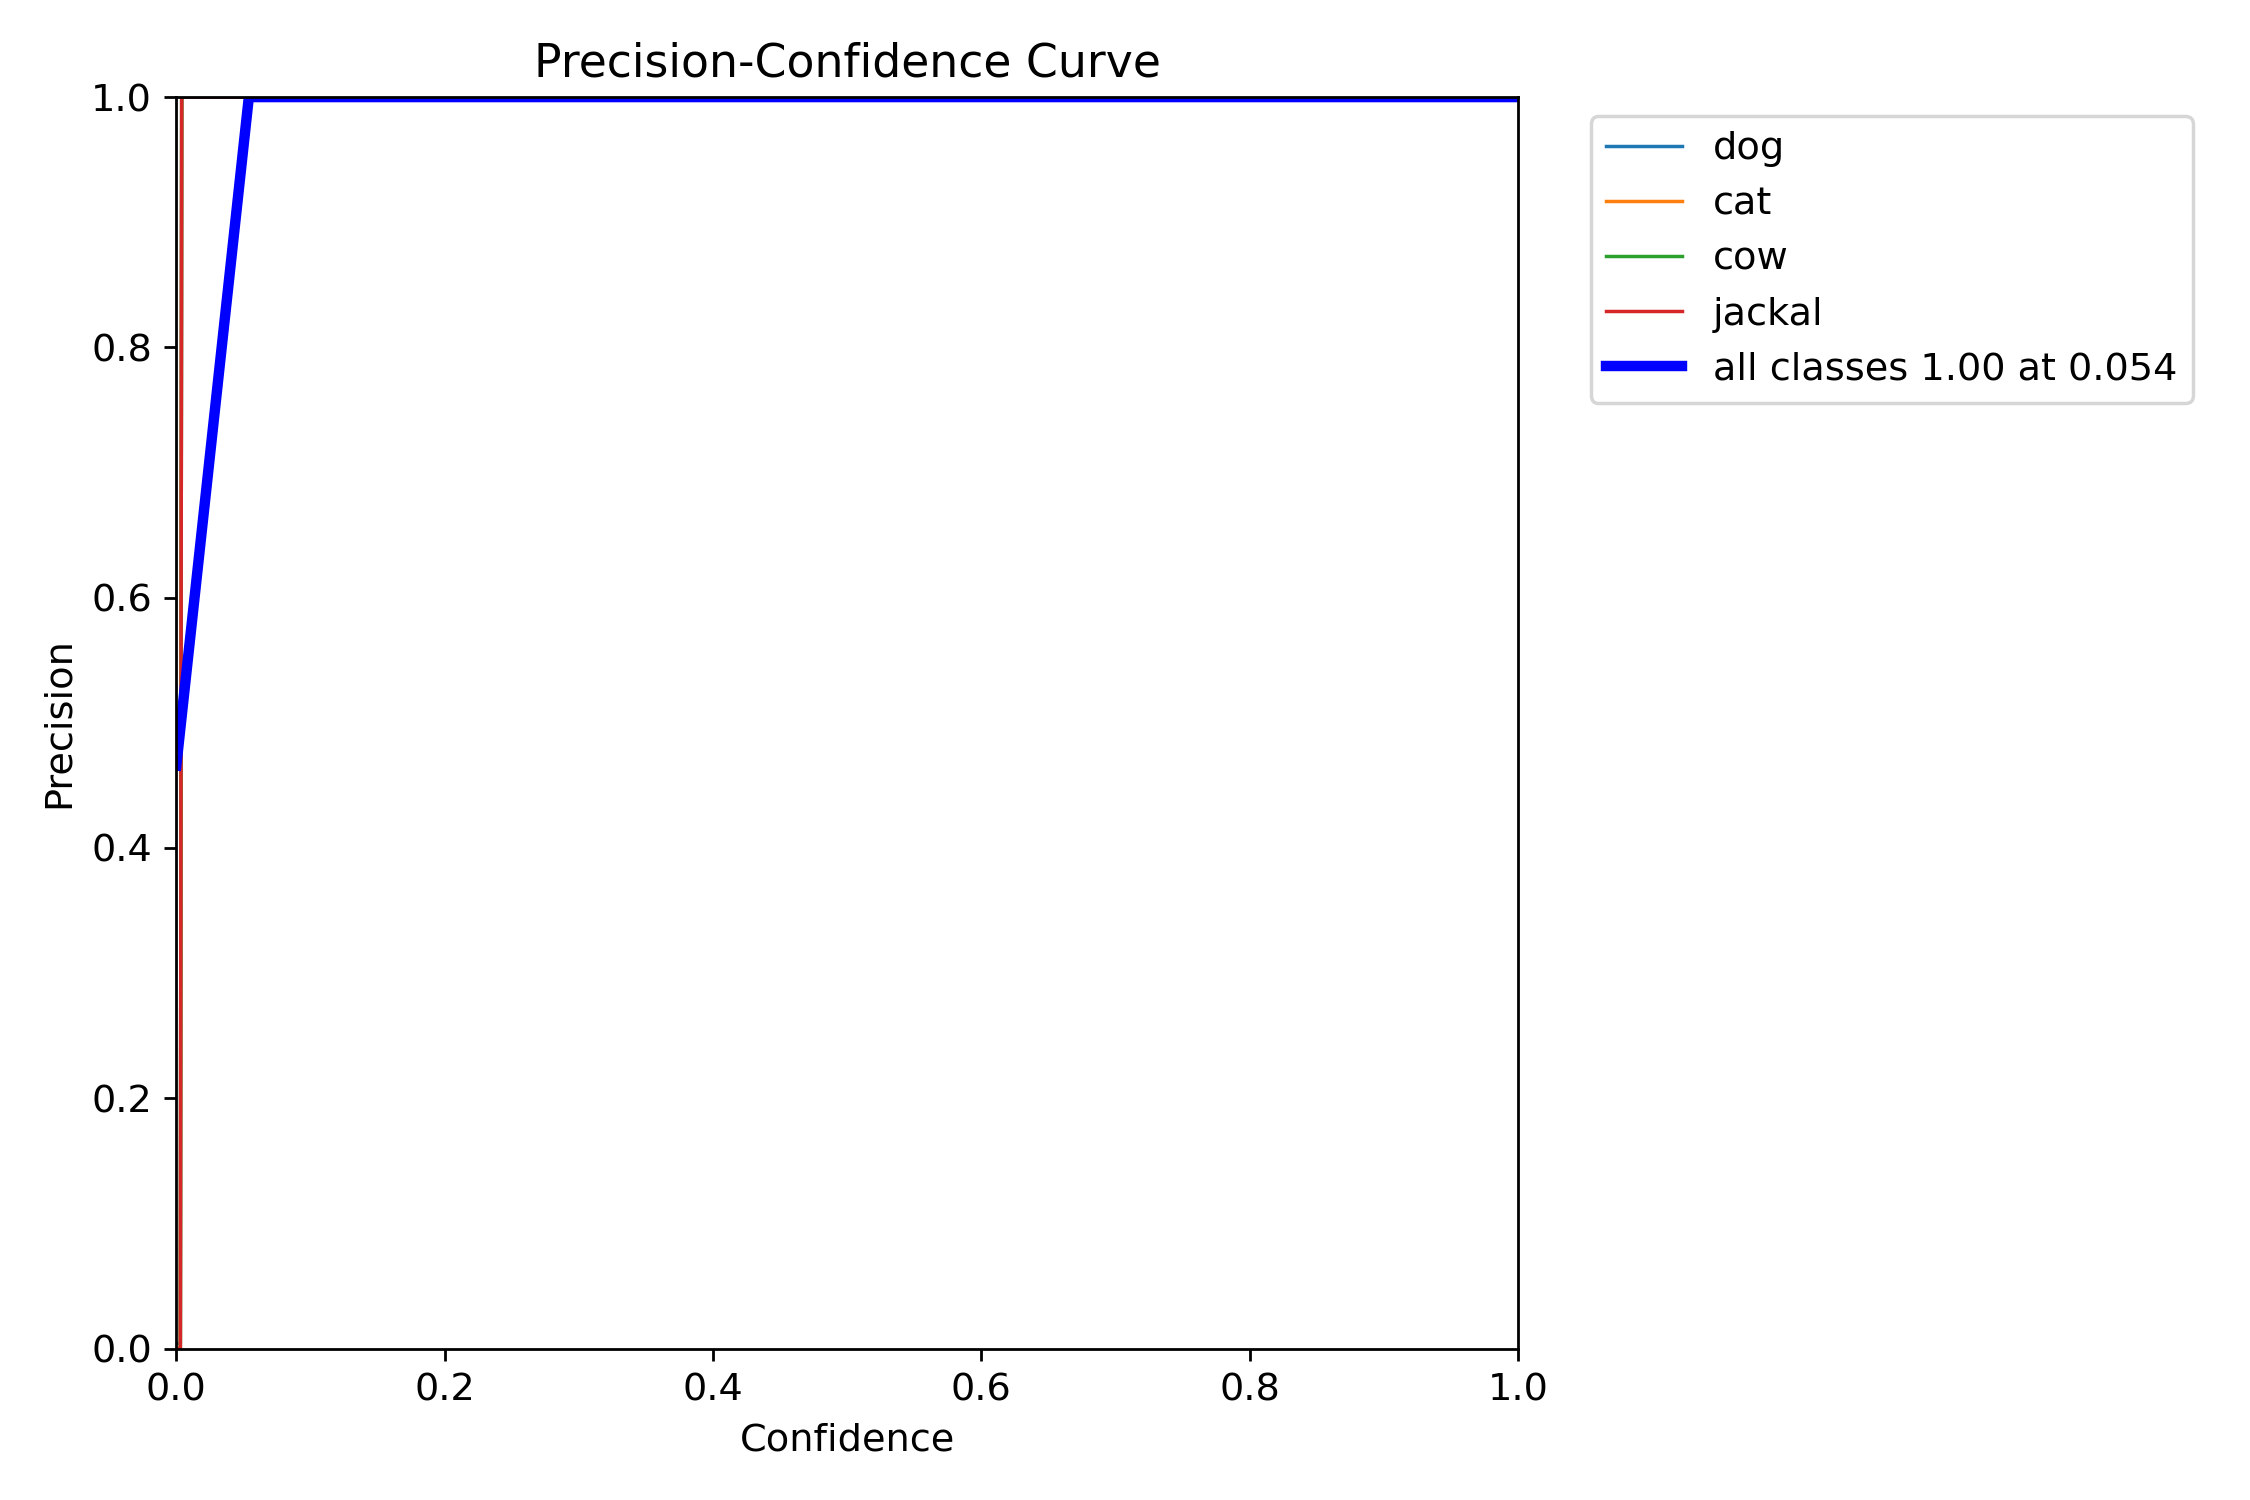 Precision-Confidence Curve
1.0
0.8
0.6
0.4
0.2
0.0
Precision
0.0 0.2 0.4 0.6 0.8 1.0
Confidence
dog
cat
cow
jackal
all classes 1.00 at 0.054